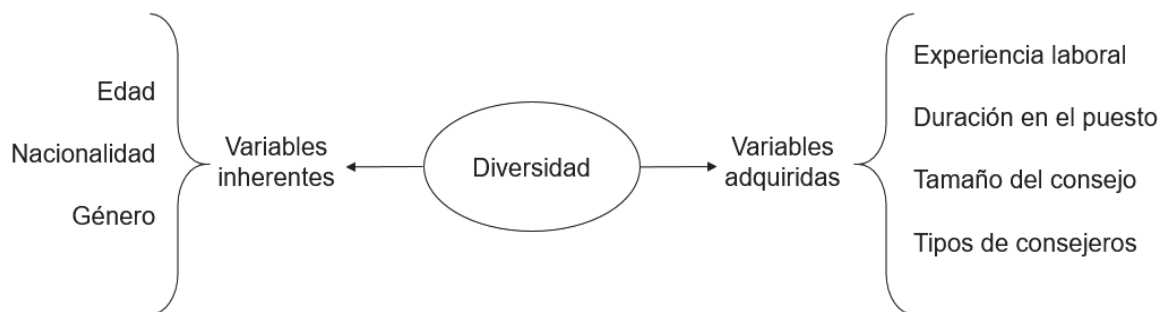 Edad
Nacionalidad
Género
Variables
inherentes
Diversidad
Variables
adquiridas
Experiencia laboral
Duración en el puesto
Tamaño del consejo
Tipos de consejeros